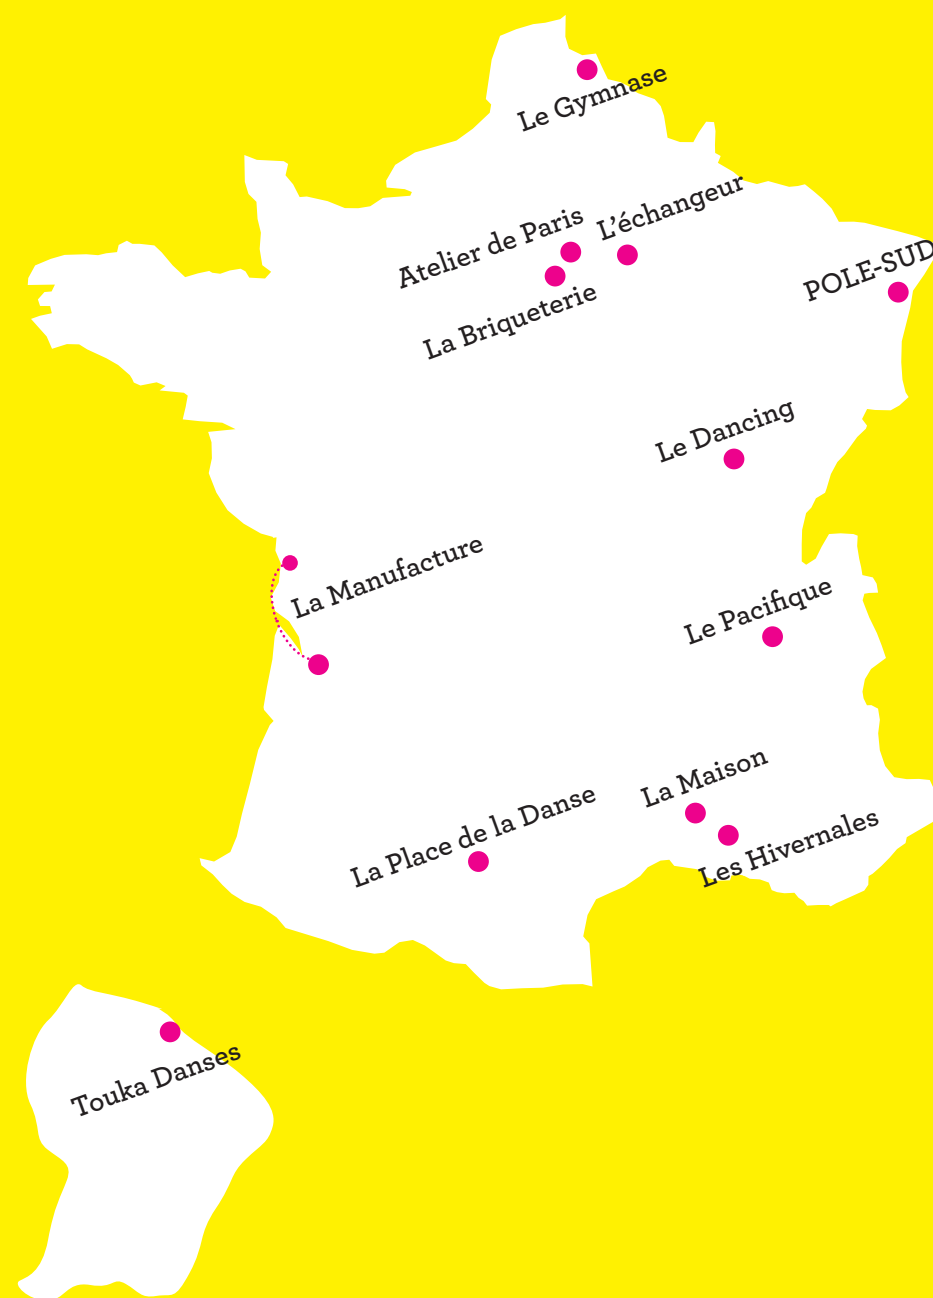 Le Gymnase
L’échangeur
Atelier de Paris
POLE-SUD
La Briqueterie
Le Dancing
La Manufacture
Le Pacifique
La Maison
La Place de la Danse
Les Hivernales
Touka Danses